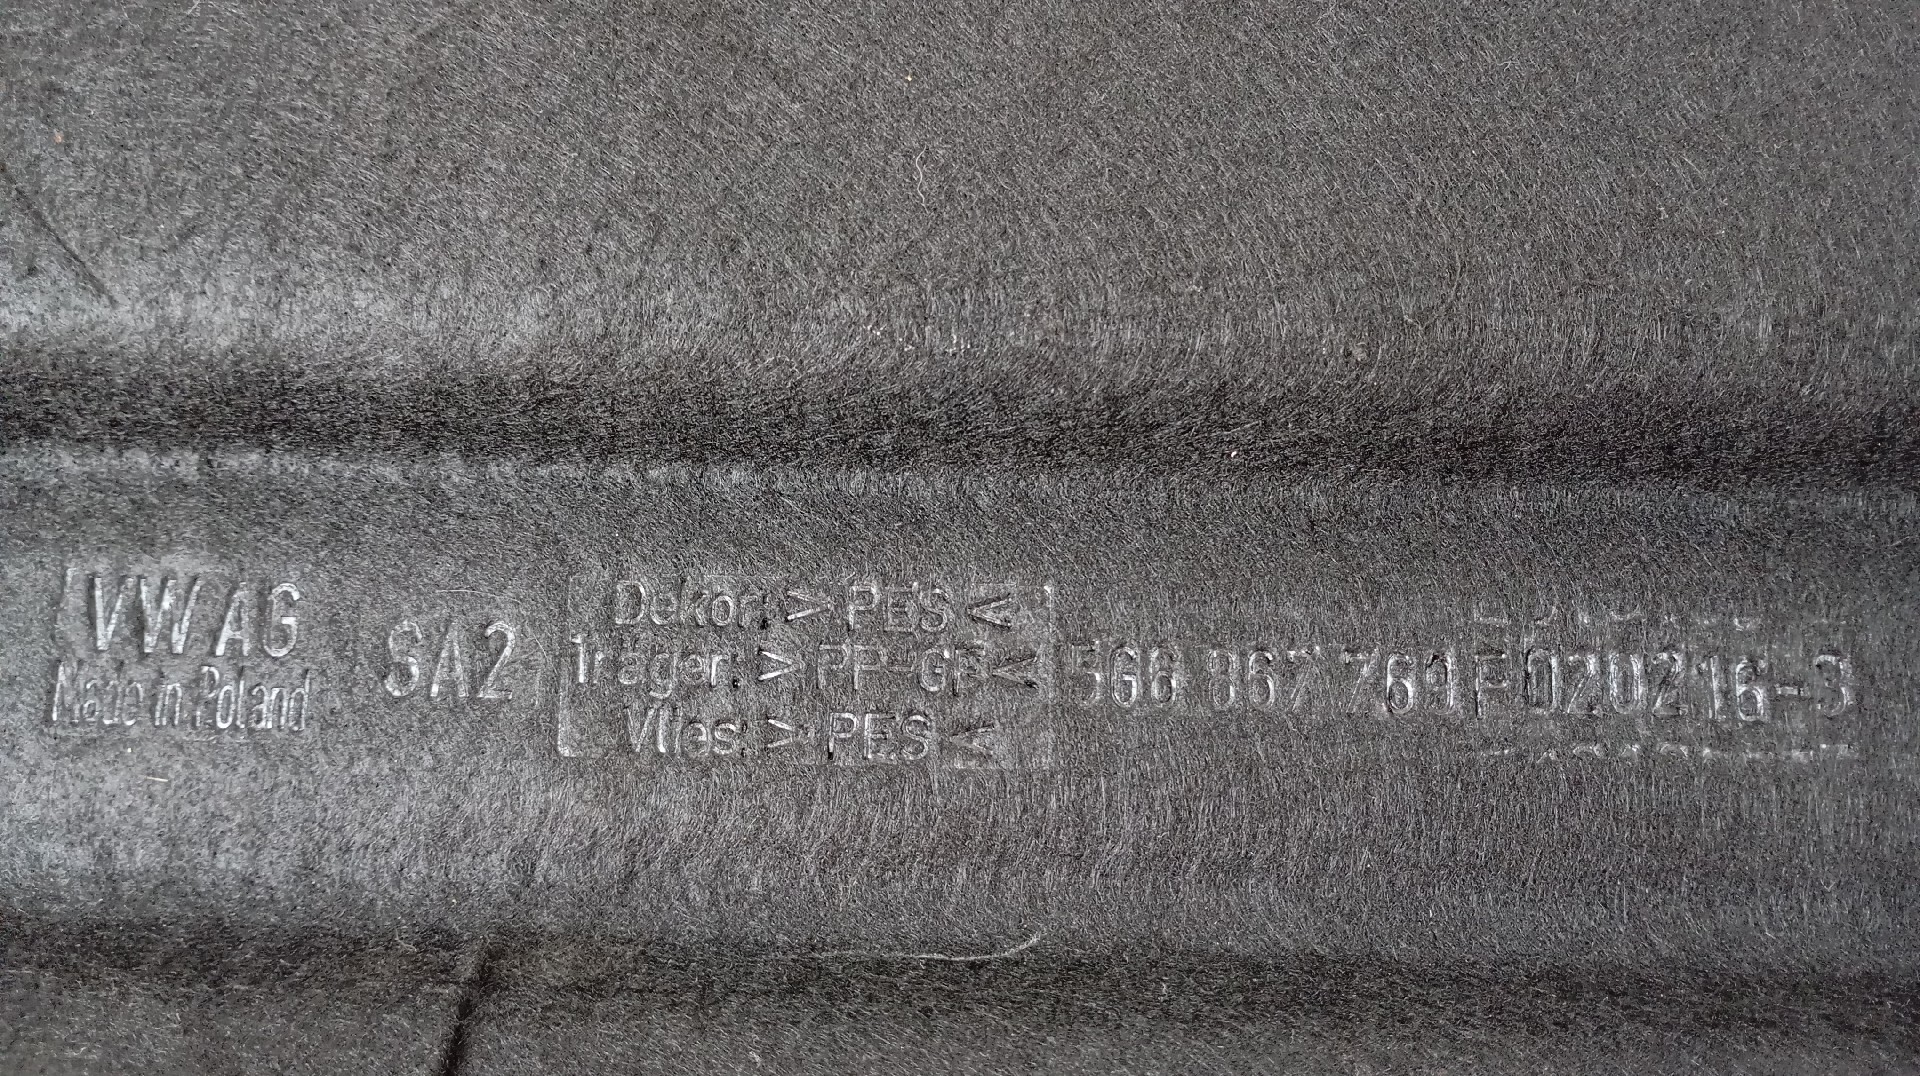 VW AG
Made in Poland
SA2
Dekor: > PES <
Träger: > PP-GF <
Vlies: > PES <
5G6 867 769 F 020216-3